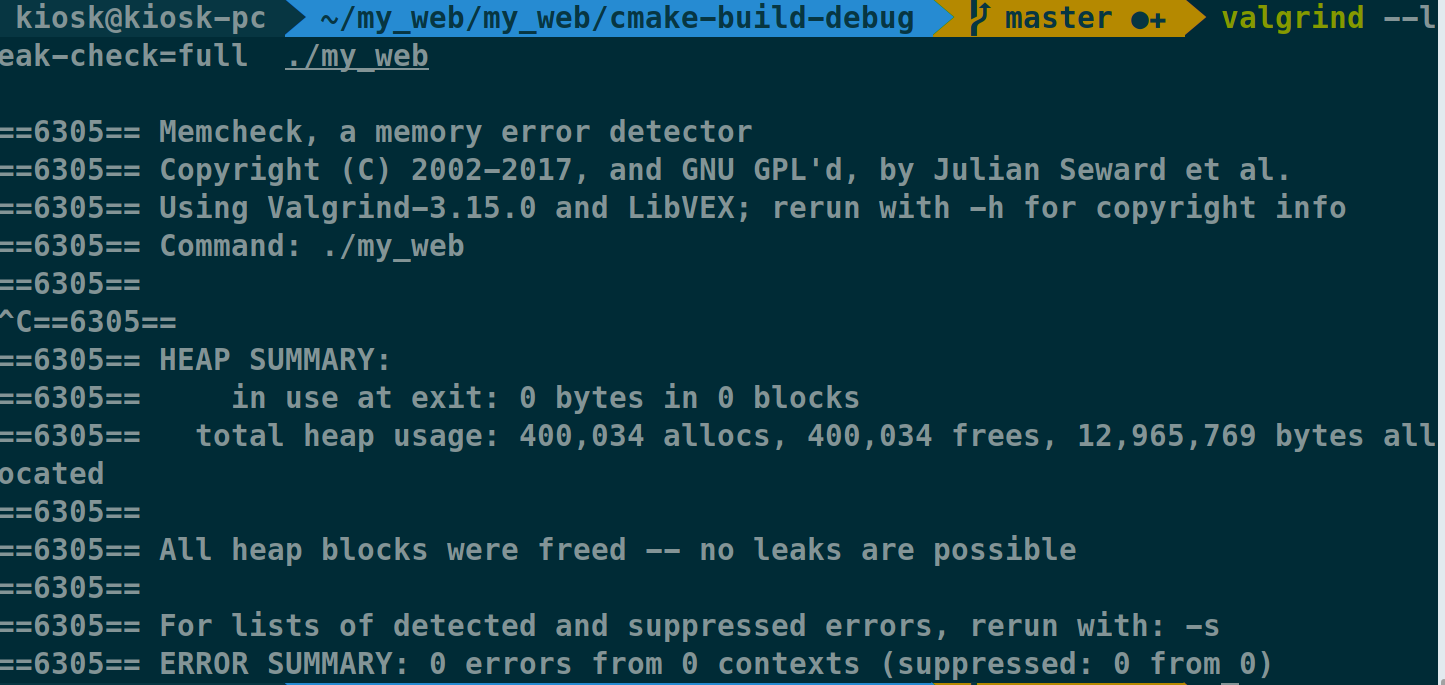 kiosk@kiosk-pc ~/my_web/my_web/cmake-build-debug master ●+ valgrind --l
eak-check=full ./my_web
==6305== Memcheck, a memory error detector
==6305== Copyright (C) 2002-2017, and GNU GPL'd, by Julian Seward et al.
==6305== Using Valgrind-3.15.0 and LibVEX; rerun with -h for copyright info
==6305== Command: ./my_web
==6305==
^C==6305==
==6305== HEAP SUMMARY:
==6305==     in use at exit: 0 bytes in 0 blocks
==6305==   total heap usage: 400,034 allocs, 400,034 frees, 12,965,769 bytes all
ocated
==6305==
==6305== All heap blocks were freed -- no leaks are possible
==6305==
==6305== For lists of detected and suppressed errors, rerun with: -s
==6305== ERROR SUMMARY: 0 errors from 0 contexts (suppressed: 0 from 0)